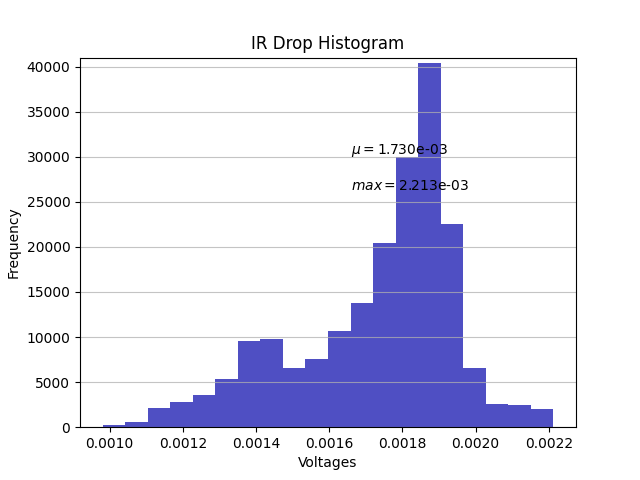 IR Drop Histogram
40000
35000
30000
25000
20000
15000
10000
5000
0
Frequency
μ = 1.730e-03
max = 2.213e-03
0.0010 0.0012 0.0014 0.0016 0.0018 0.0020 0.0022
Voltages